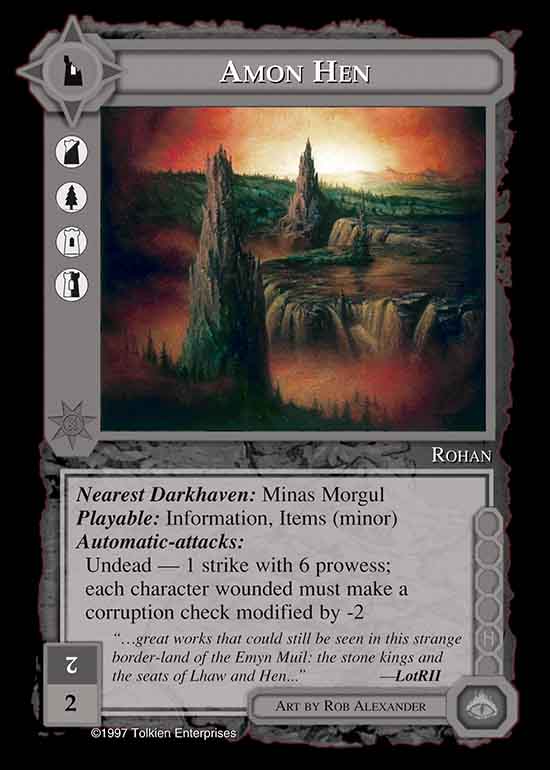 AMON HEN
ROHAN
Nearest Darkhaven: Minas Morgul
Playable: Information, Items (minor)
Automatic-attacks:
Undead — 1 strike with 6 prowess;
each character wounded must make a
corruption check modified by -2
“…great works that could still be seen in this strange
border-land of the Emyn Muil: the stone kings and
the seats of Lhaw and Hen...” —LotRII
2
2
ART BY ROB ALEXANDER
©1997 Tolkien Enterprises
H